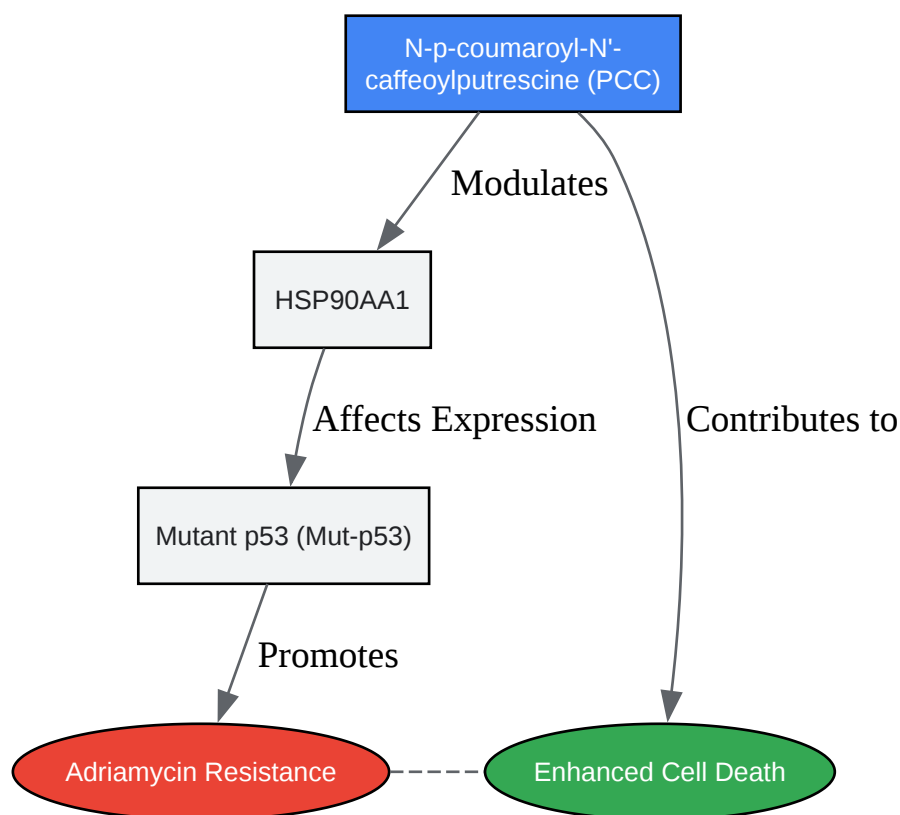 N-p-coumaroyl-N'-
caffeoylputrescine (PCC)
Modulates
HSP90AA1
Affects Expression
Contributes to
Mutant p53 (Mut-p53)
Promotes
Adriamycin Resistance
Enhanced Cell Death